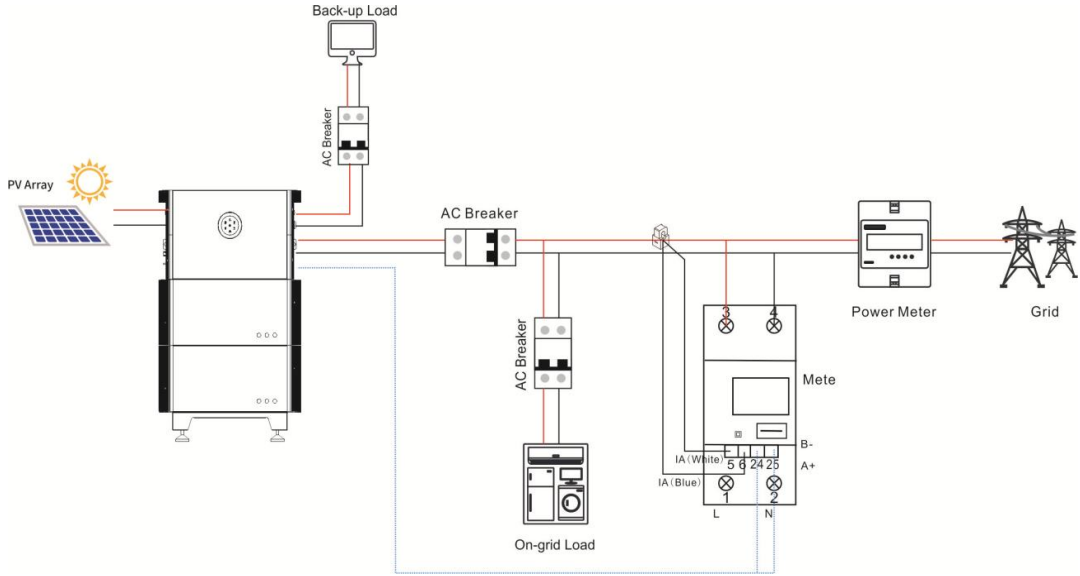 Back-up Load
AC Breaker
PV Array
AC Breaker
AC Breaker
Power Meter
Grid
3 4
Mete
B-
IA(White)
5 6 24 25
A+
IA(Blue)
1 2
L N
On-grid Load